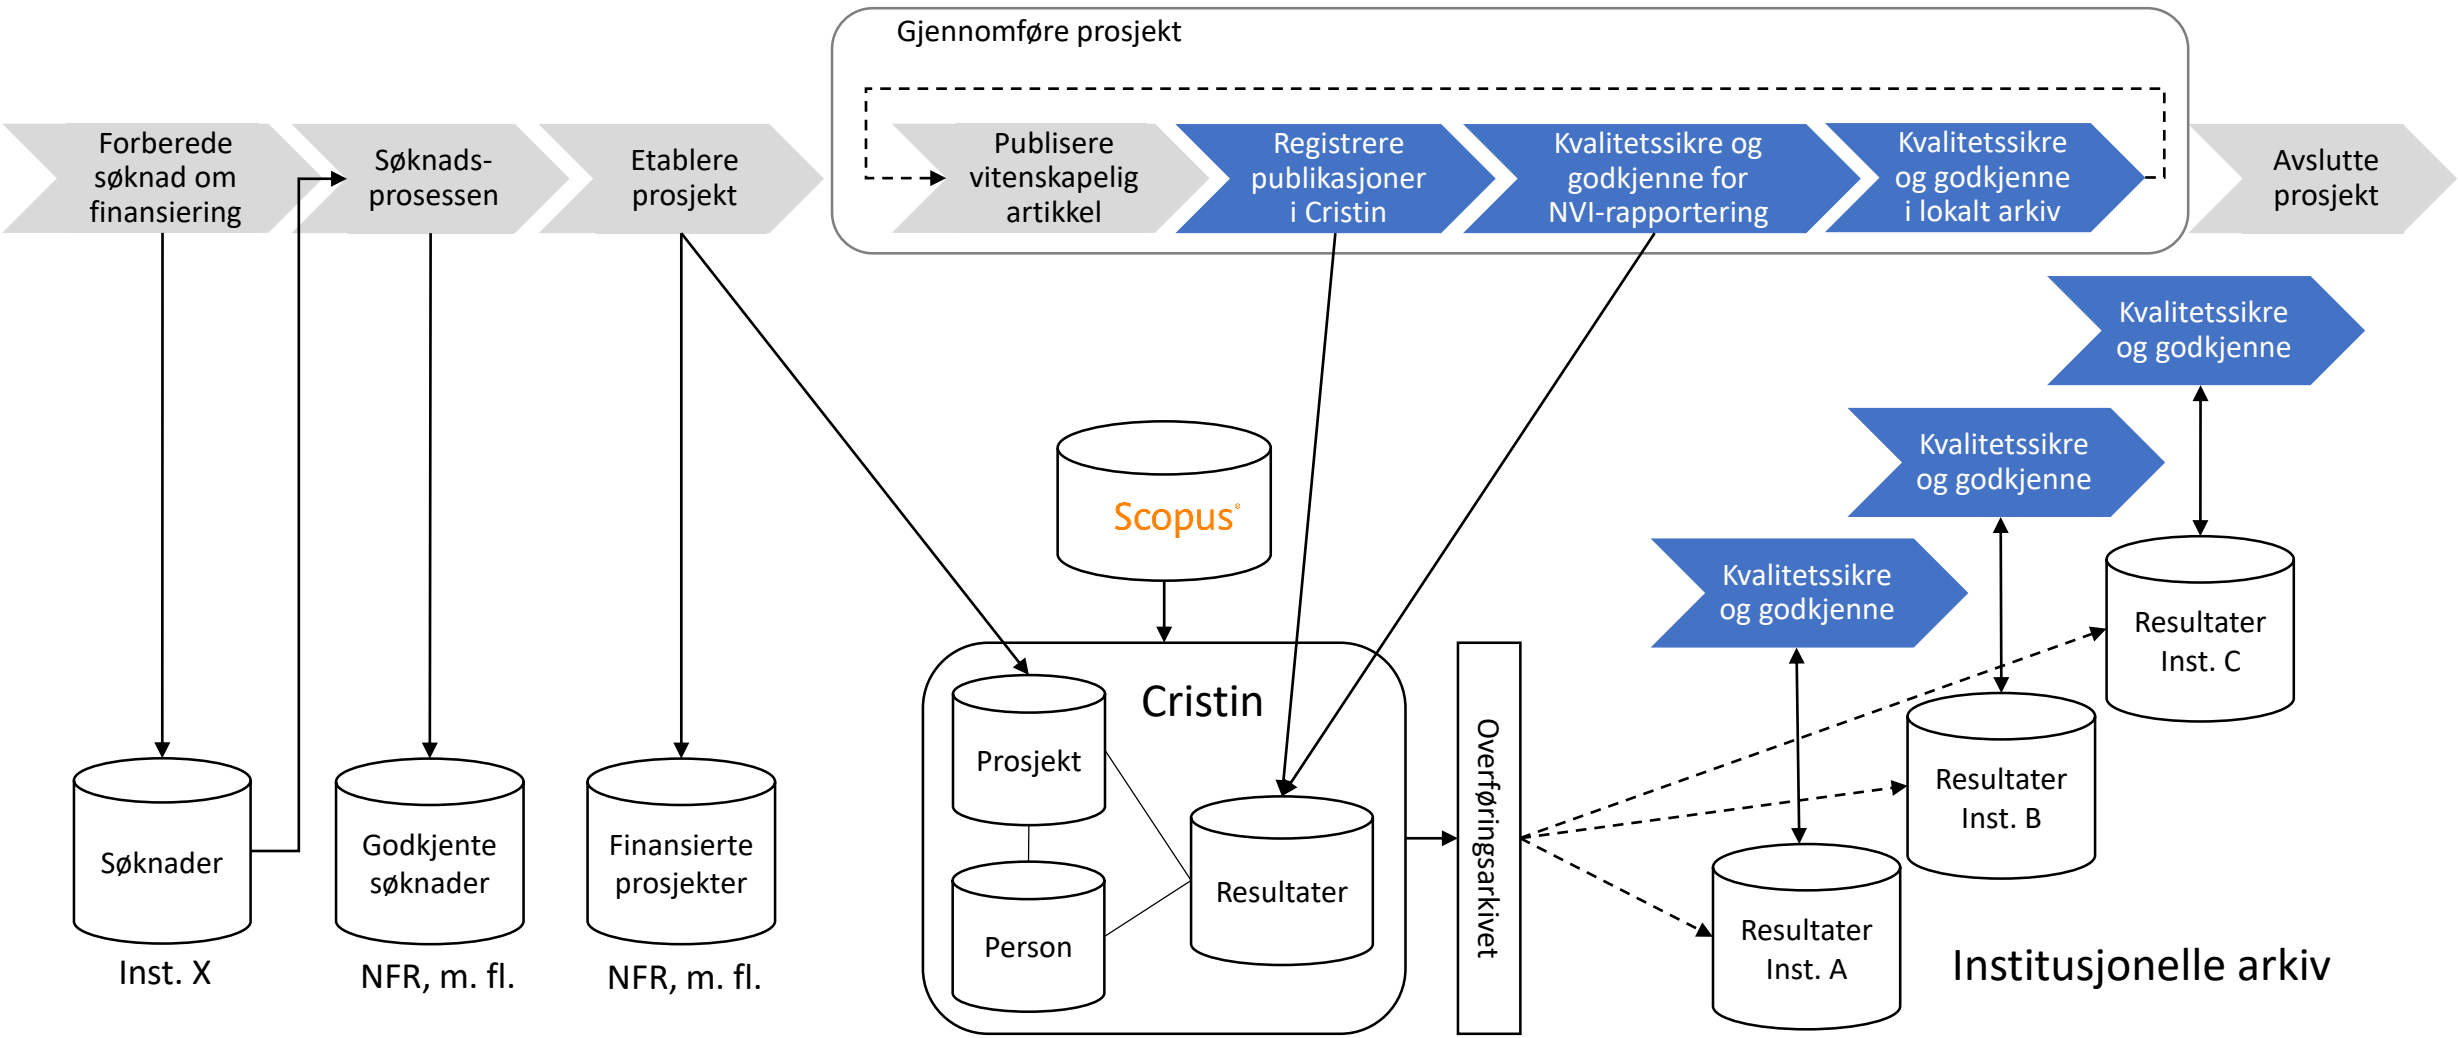 Gjennomføre prosjekt
Forberede
søknad om
finansiering
Søknads-
prosessen
Etablere
prosjekt
Publisere
vitenskapelig
artikkel
Registrere
publikasjoner
i Cristin
Kvalitetssikre og
godkjenne for
NVI-rapportering
Kvalitetssikre
og godkjenne
i lokalt arkiv
Avslutte
prosjekt
Kvalitetssikre
og godkjenne
Kvalitetssikre
og godkjenne
Kvalitetssikre
og godkjenne
Scopus®
Cristin
Prosjekt
Person
Resultater
Overføringsarkivet
Resultater
Inst. C
Resultater
Inst. B
Resultater
Inst. A
Søknader
Godkjente
søknader
Finansierte
prosjekter
Inst. X
NFR, m. fl.
NFR, m. fl.
Institusjonelle arkiv